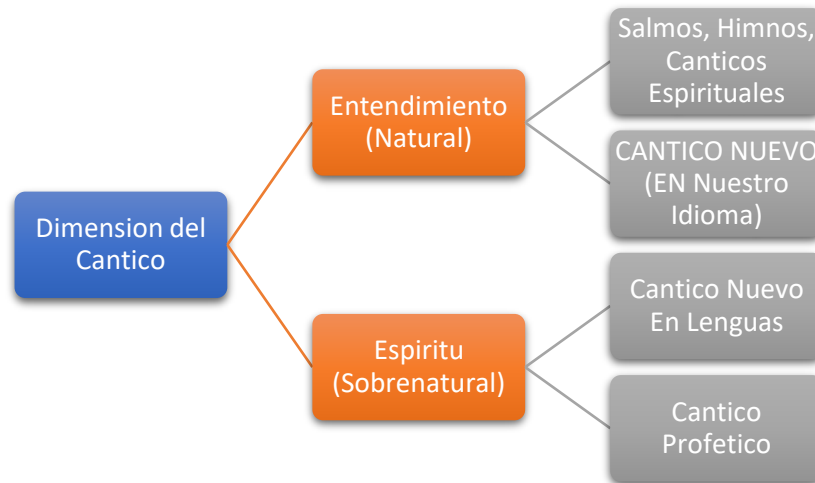 Dimension del
Cantico
Entendimiento
(Natural)
Salmos, Himnos,
Canticos
Espirituales
CANTICO NUEVO
(EN Nuestro
Idioma)
Espiritu
(Sobrenatural)
Cantico Nuevo
En Lenguas
Cantico
Profetico